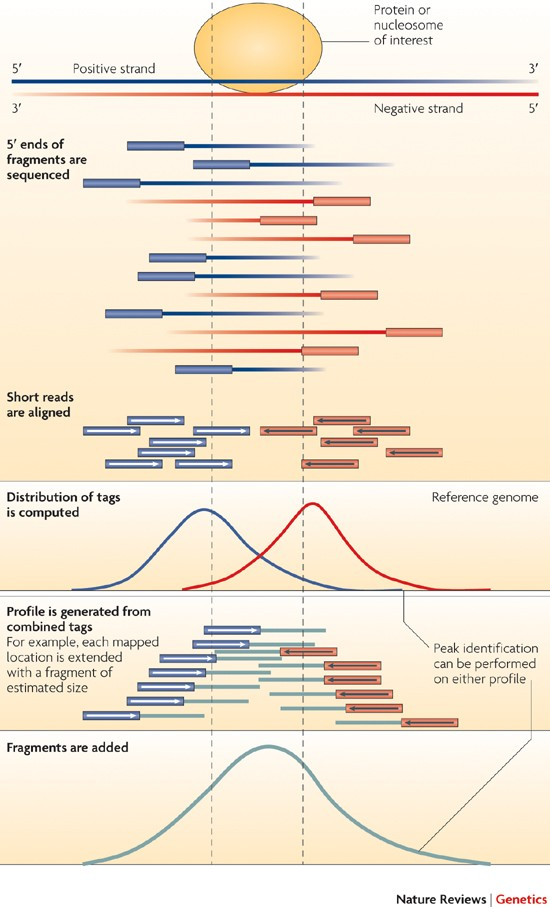 Protein or
nucleosome
of interest
5′ Positive strand 3′
3′ Negative strand 5′
5′ ends of
fragments are
sequenced
Short reads
are aligned
Distribution of tags
is computed
Reference genome
Profile is generated from
combined tags
For example, each mapped
location is extended
with a fragment of
estimated size
Peak identification
can be performed
on either profile
Fragments are added
Nature Reviews | Genetics